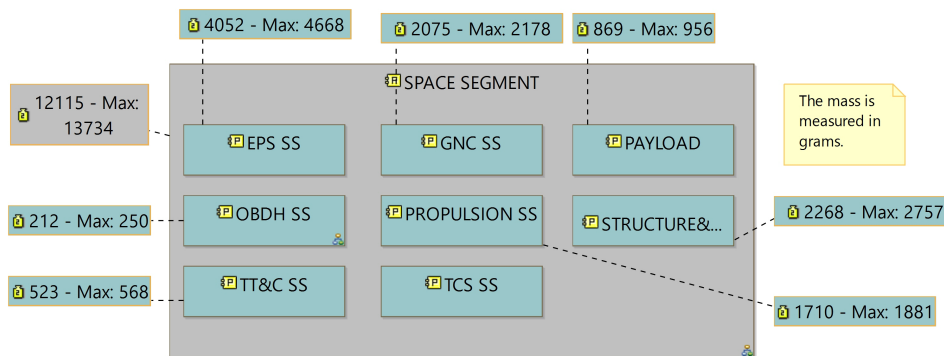 4052 - Max: 4668
2075 - Max: 2178
869 - Max: 956
SPACE SEGMENT
12115 - Max:
13734
The mass is
measured in
grams.
EPS SS
GNC SS
PAYLOAD
212 - Max: 250
OBDH SS
PROPULSION SS
STRUCTURE&...
2268 - Max: 2757
523 - Max: 568
TT&C SS
TCS SS
1710 - Max: 1881